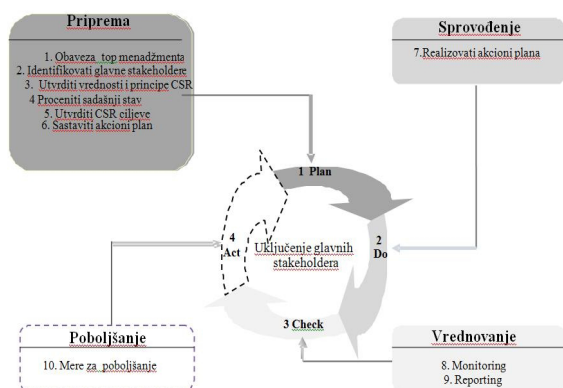 Priprema
1. Obaveza top menadžmenta
2. Identifikovati glavne stakeholdere
3. Utvrditi vrednosti i principe CSR
4 Proceniti sadašnji stav
5. Utvrditi CSR ciljeve
6. Sastaviti akcioni plan
Sprovođenje
7.Realizovati akcioni plana
1 Plan
2
Do
3 Check
4
Act
Uključenje glavnih
stakeholdera
Poboljšanje
10. Mere za poboljšanje
Vrednovanje
8. Monitoring
9. Reporting